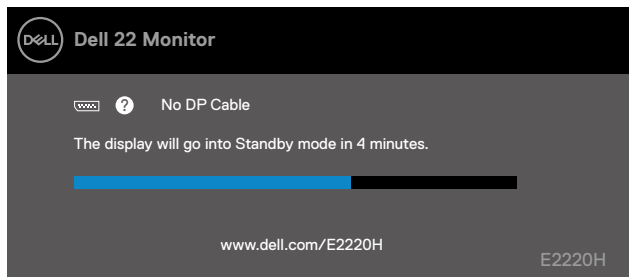 DELL Dell 22 Monitor
? No DP Cable
The display will go into Standby mode in 4 minutes.
www.dell.com/E2220H
E2220H